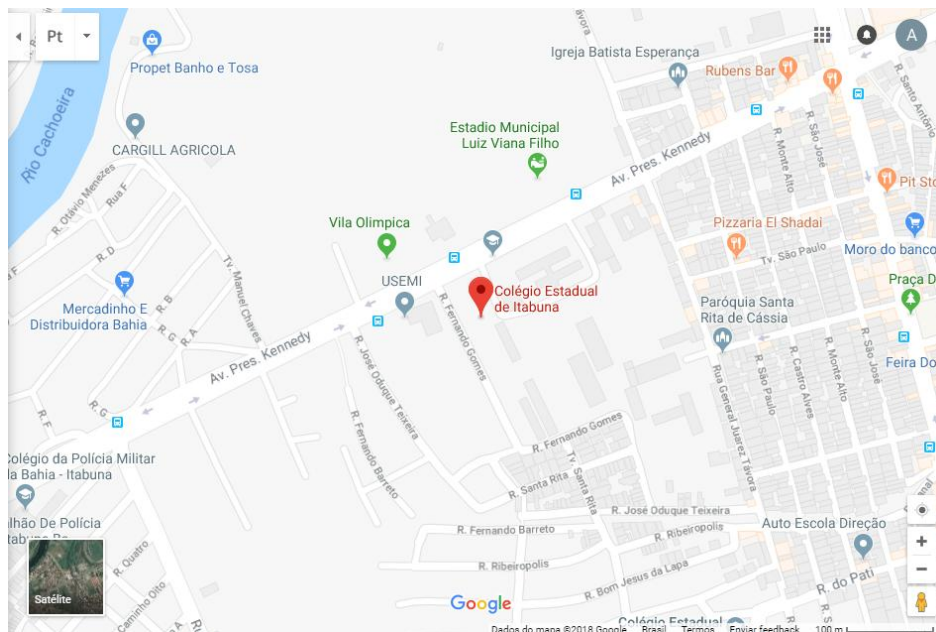 Pt
A
Propet Banho e Tosa
Rio Cachoeira
CARGILL AGRICOLA
R. Otávio Menezes
Rua F
R. D
Tv. Manuel Chaves
Mercadinho E
Distribuidora Bahia
R. B
R. G
R. A
R. G
R. F
Igreja Batista Esperança
Rubens Bar
R. Santo Antônio
Estadio Municipal
Luiz Viana Filho
Av. Pres. Kennedy
R. Monte Alto
R. São José
Pit Sto
Vila Olimpica
Pizzaria El Shadai
Moro do banco
Tv. São Paulo
USEMI
Colégio Estadual
de Itabuna
Praça D
Paróquia Santa
Rita de Cássia
Feira Do
Av. Pres. Kennedy
R. José Oduque Teixeira
R. Fernando Gomes
R. Fernando Barreto
Rua General Juarez Távora
R. São Paulo
R. Castro Alves
R. Monte Alto
R. São José
R. Fernando Gomes
Tv. Santa Rita
R. Santa Rita
Colégio da Polícia Militar
da Bahia - Itabuna
R. José Oduque Teixeira
R. Fernando Barreto
R. Ribeiropolis
Auto Escola Direção
R. Ribeiropolis
R. Bom Jesus da Lapa
R. do Pati
R. Quatro
Caminho Oito
Satélite
Google
Colégio Estadual
Dados do mapa ©2018 Google Brasil Termos Enviar feedback 100 m